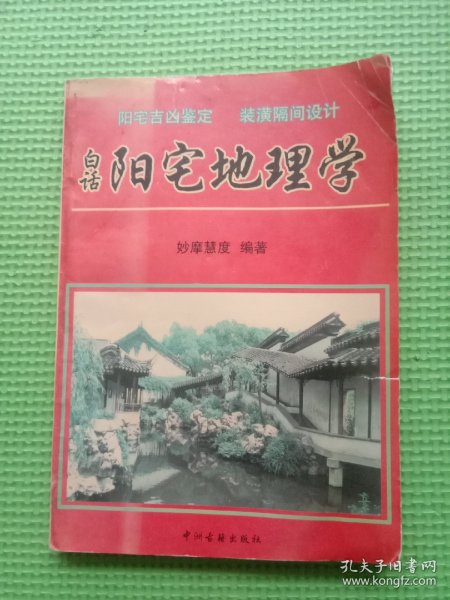 阳宅吉凶鉴定 装潢隔间设计
白话 阳宅地理学
妙摩慧度 编著
中州古籍出版社
孔夫子旧书网
www.kongfz.com